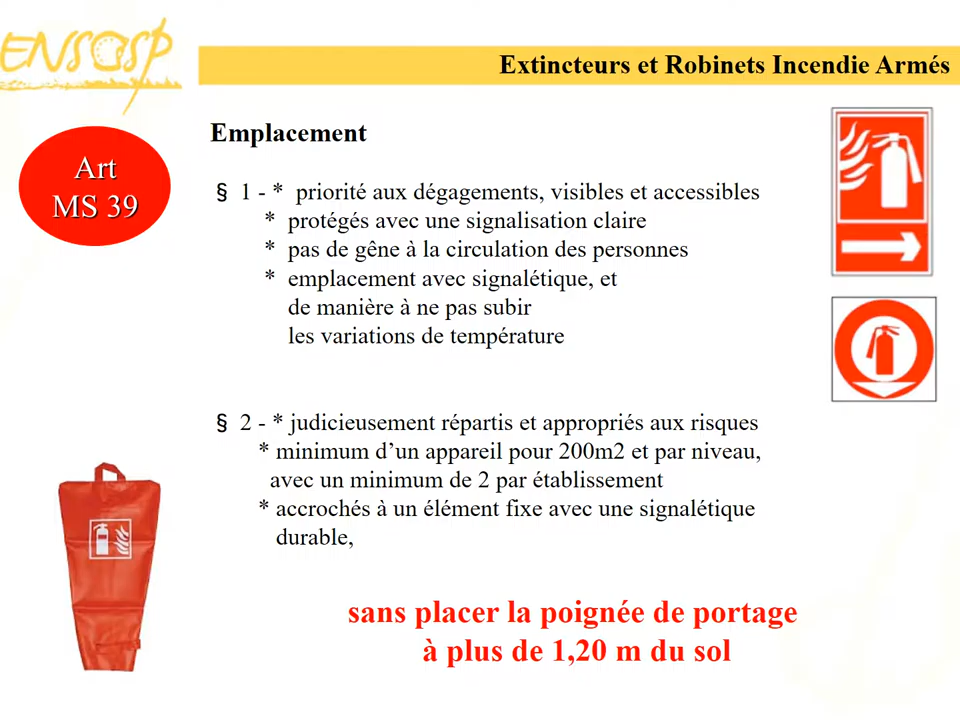 ENSOSP
Extincteurs et Robinets Incendie Armés
Art
MS 39
Emplacement
§ 1 - * priorité aux dégagements, visibles et accessibles
* protégés avec une signalisation claire
* pas de gêne à la circulation des personnes
* emplacement avec signalétique, et
de manière à ne pas subir
les variations de température
§ 2 - * judicieusement répartis et appropriés aux risques
* minimum d’un appareil pour 200m2 et par niveau,
avec un minimum de 2 par établissement
* accrochés à un élément fixe avec une signalétique
durable,
sans placer la poignée de portage
à plus de 1,20 m du sol